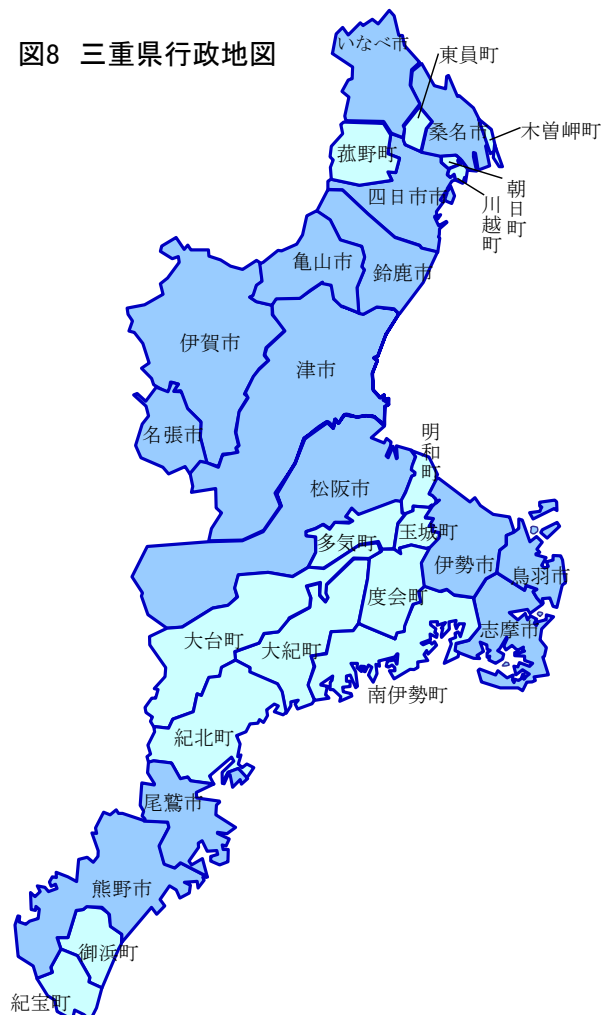 図8 三重県行政地図
いなべ市
東員町
桑名市
木曽岬町
菰野町
朝日町
川越町
四日市市
亀山市
鈴鹿市
伊賀市
津市
名張市
明和町
松阪市
玉城町
多気町
伊勢市
鳥羽市
度会町
志摩市
大台町
大紀町
南伊勢町
紀北町
尾鷲市
熊野市
御浜町
紀宝町